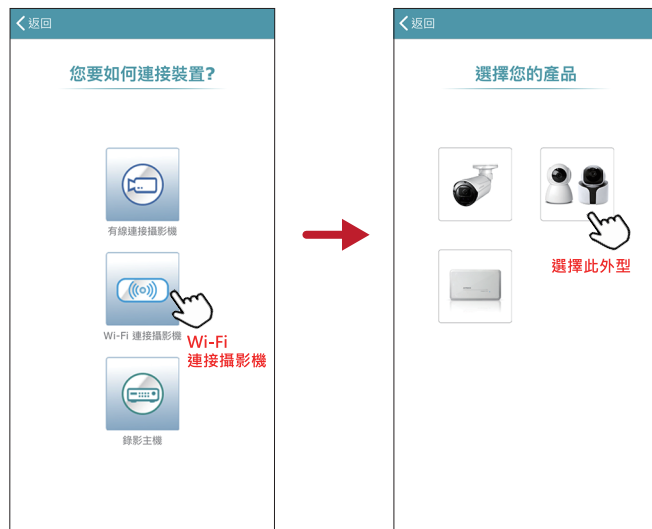 返回
您要如何連接裝置?
有線連接攝影機
Wi-Fi 連接攝影機
Wi-Fi
連接攝影機
錄影主機
返回
選擇您的產品
選擇此外型